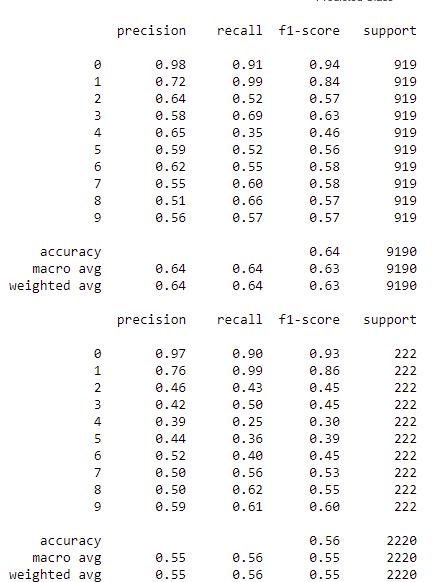 precision recall f1-score support
0 0.98 0.91 0.94 919
1 0.72 0.99 0.84 919
2 0.64 0.52 0.57 919
3 0.58 0.69 0.63 919
4 0.65 0.35 0.46 919
5 0.59 0.52 0.56 919
6 0.62 0.55 0.58 919
7 0.55 0.60 0.58 919
8 0.51 0.66 0.57 919
9 0.56 0.57 0.57 919
accuracy 0.64 9190
macro avg 0.64 0.64 0.63 9190
weighted avg 0.64 0.64 0.63 9190
precision recall f1-score support
0 0.97 0.90 0.93 222
1 0.76 0.99 0.86 222
2 0.46 0.43 0.45 222
3 0.42 0.50 0.45 222
4 0.39 0.25 0.30 222
5 0.44 0.36 0.39 222
6 0.52 0.40 0.45 222
7 0.50 0.56 0.53 222
8 0.50 0.62 0.55 222
9 0.59 0.61 0.60 222
accuracy 0.56 2220
macro avg 0.55 0.56 0.55 2220
weighted avg 0.55 0.56 0.55 2220